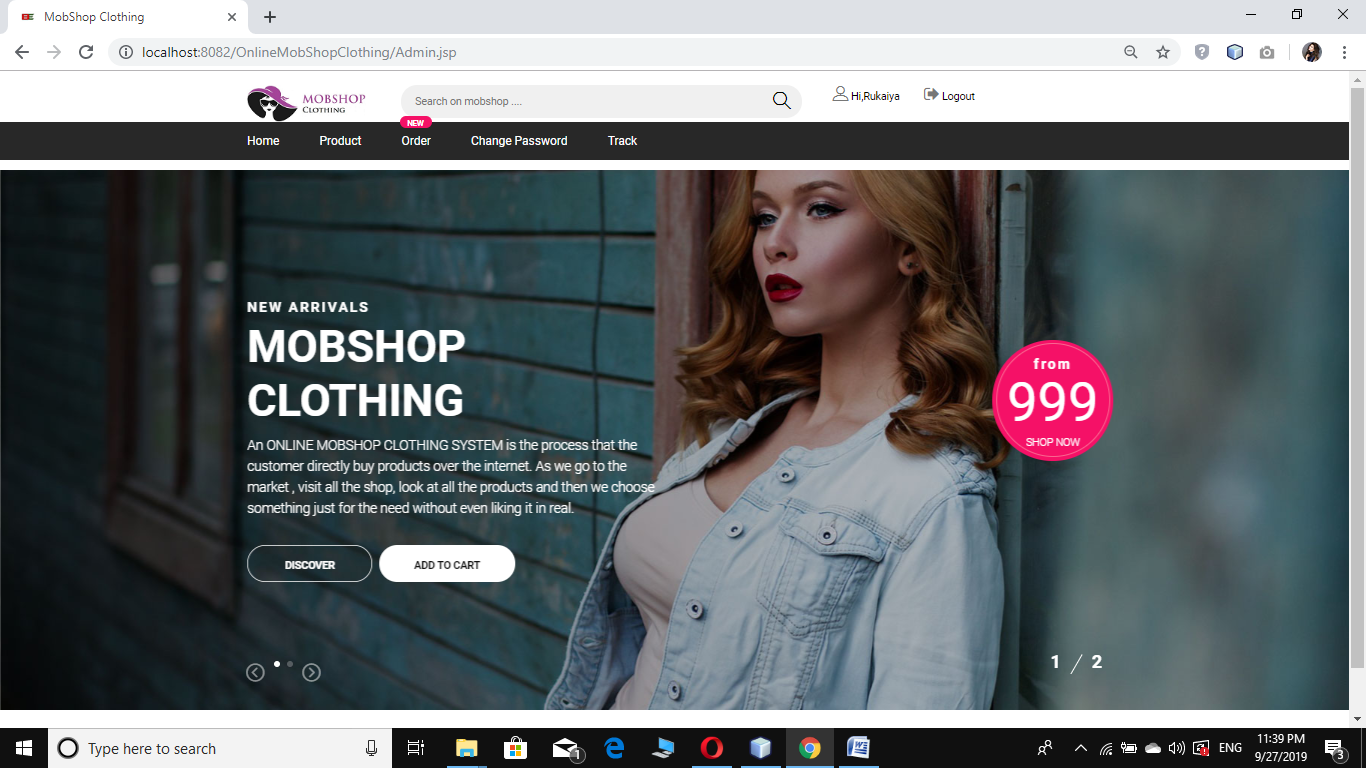 MobShop Clothing
localhost:8082/OnlineMobShopClothing/Admin.jsp
MOBSHOP
CLOTHING
Search on mobshop ....
Hi,Rukaiya
Logout
NEW
Home
Product
Order
Change Password
Track
NEW ARRIVALS
MOBSHOP
CLOTHING
An ONLINE MOBSHOP CLOTHING SYSTEM is the process that the
customer directly buy products over the internet. As we go to the
market , visit all the shop, look at all the products and then we choose
something just for the need without even liking it in real.
DISCOVER
ADD TO CART
from
999
SHOP NOW
1 / 2
Type here to search
1
ENG
11:39 PM
9/27/2019
3